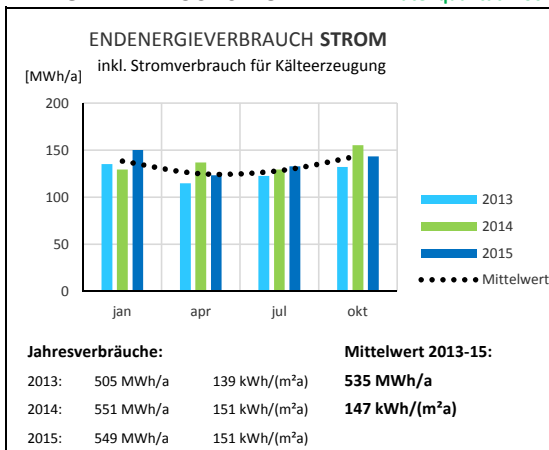 ENDENERGIEVERBRAUCH STROM
inkl. Stromverbrauch für Kälteerzeugung
[MWh/a]
200
150
100
50
0
jan apr jul okt
2013
2014
2015
Mittelwert
Jahresverbräuche: Mittelwert 2013-15:
2013: 505 MWh/a 139 kWh/(m²a) 535 MWh/a
2014: 551 MWh/a 151 kWh/(m²a) 147 kWh/(m²a)
2015: 549 MWh/a 151 kWh/(m²a)